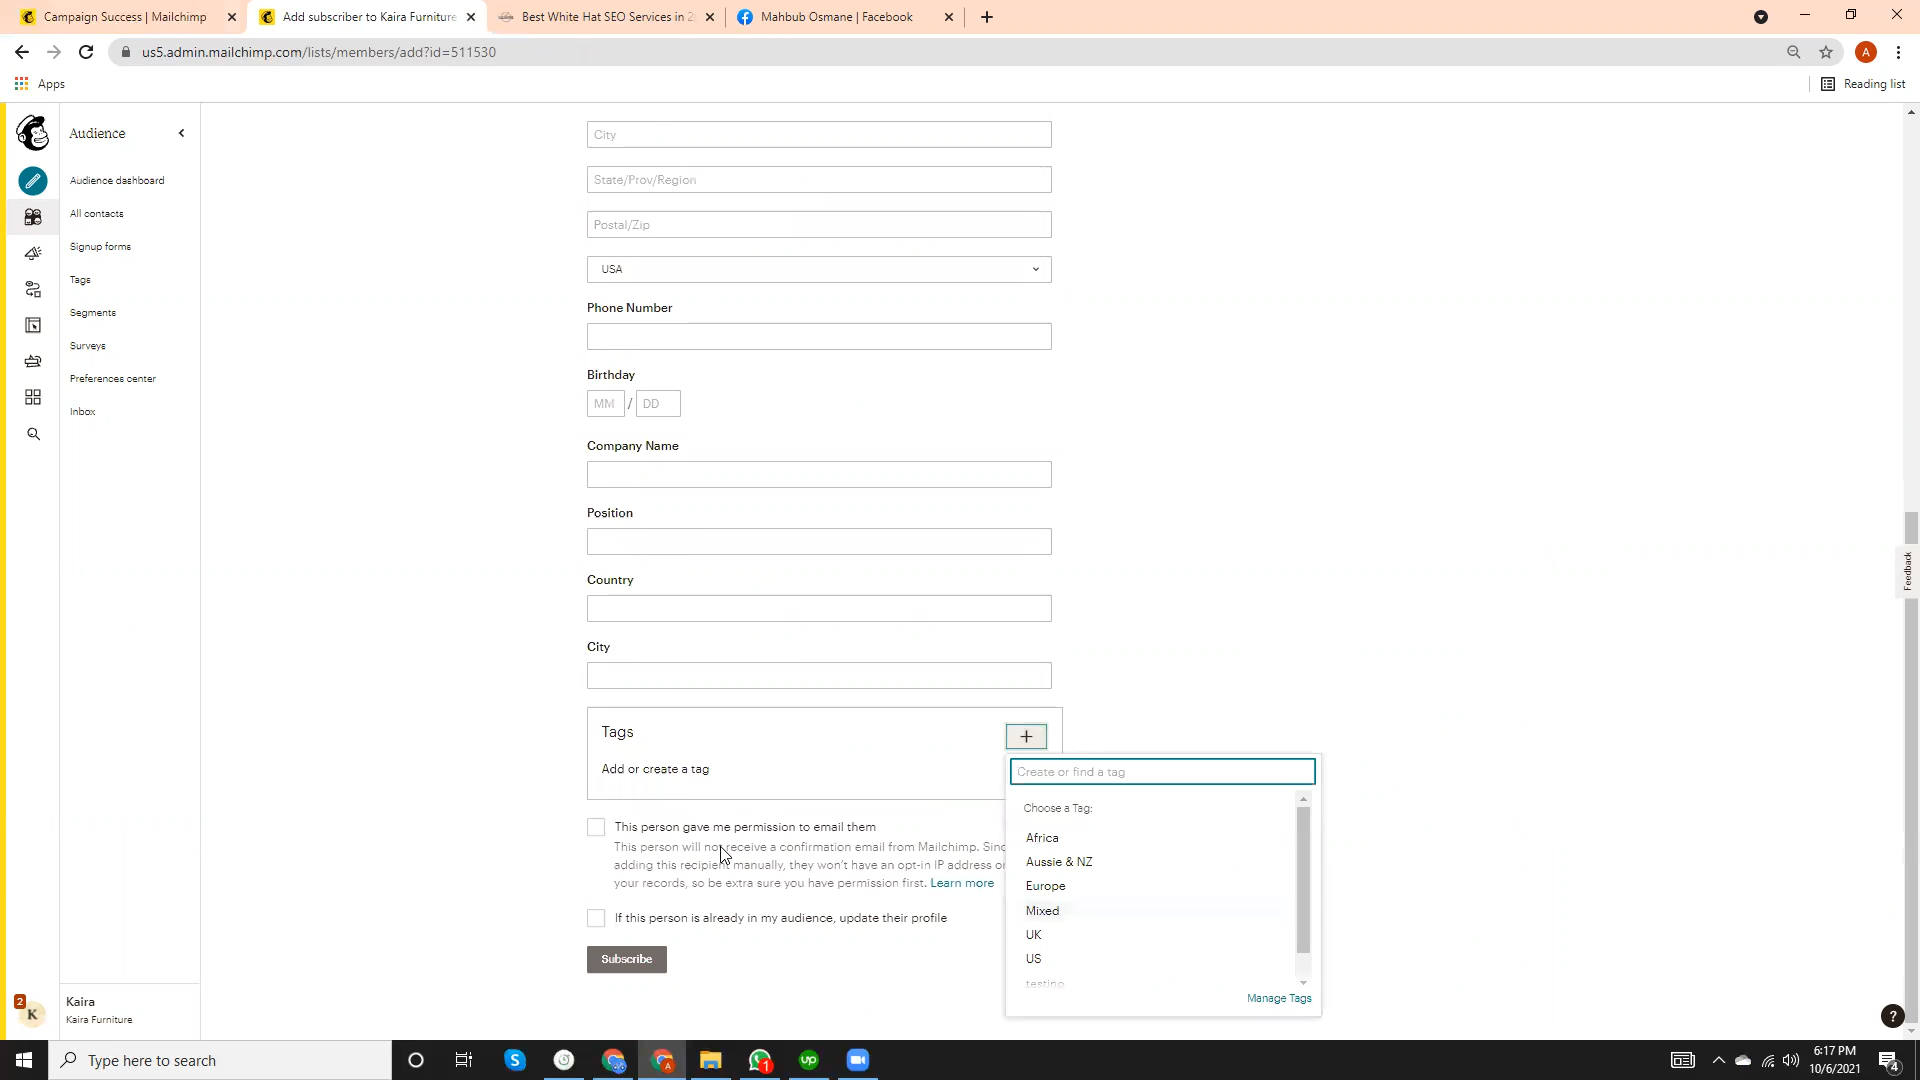 Campaign Success | Mailchimp
Add subscriber to Kaira Furniture
Best White Hat SEO Services in 2
Mahbub Osmane | Facebook
us5.admin.mailchimp.com/lists/members/add?id=511530
A
Apps
Reading list
Audience
Audience dashboard
All contacts
Signup forms
Tags
Segments
Surveys
Preferences center
Inbox
City
State/Prov/Region
Postal/Zip
USA
Phone Number
Birthday
MM / DD
Company Name
Position
Country
City
Tags
+
Add or create a tag
Create or find a tag
Choose a Tag:
Africa
Aussie & NZ
Europe
Mixed
UK
US
testing
Manage Tags
This person gave me permission to email them
This person will not receive a confirmation email from Mailchimp. Sinc
adding this recipient manually, they won't have an opt-in IP address o
your records, so be extra sure you have permission first. Learn more
If this person is already in my audience, update their profile
Subscribe
Feedback
2
K
Kaira
Kaira Furniture
?
Type here to search
S
A
1
up
6:17 PM
10/6/2021
4